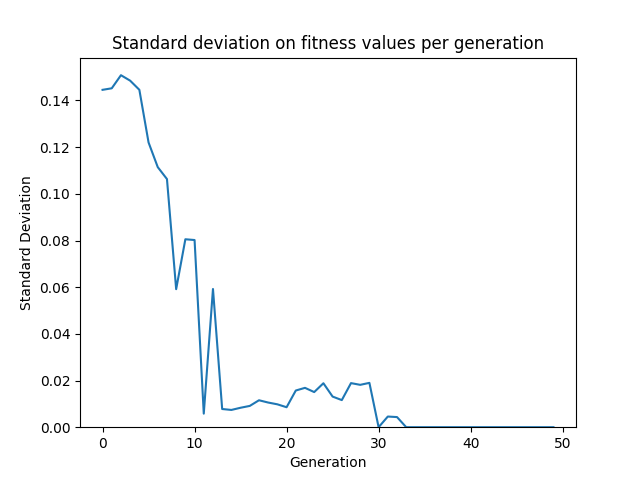 Standard deviation on fitness values per generation
0.14
0.12
0.10
0.08
0.06
0.04
0.02
0.00
Standard Deviation
0 10 20 30 40 50
Generation